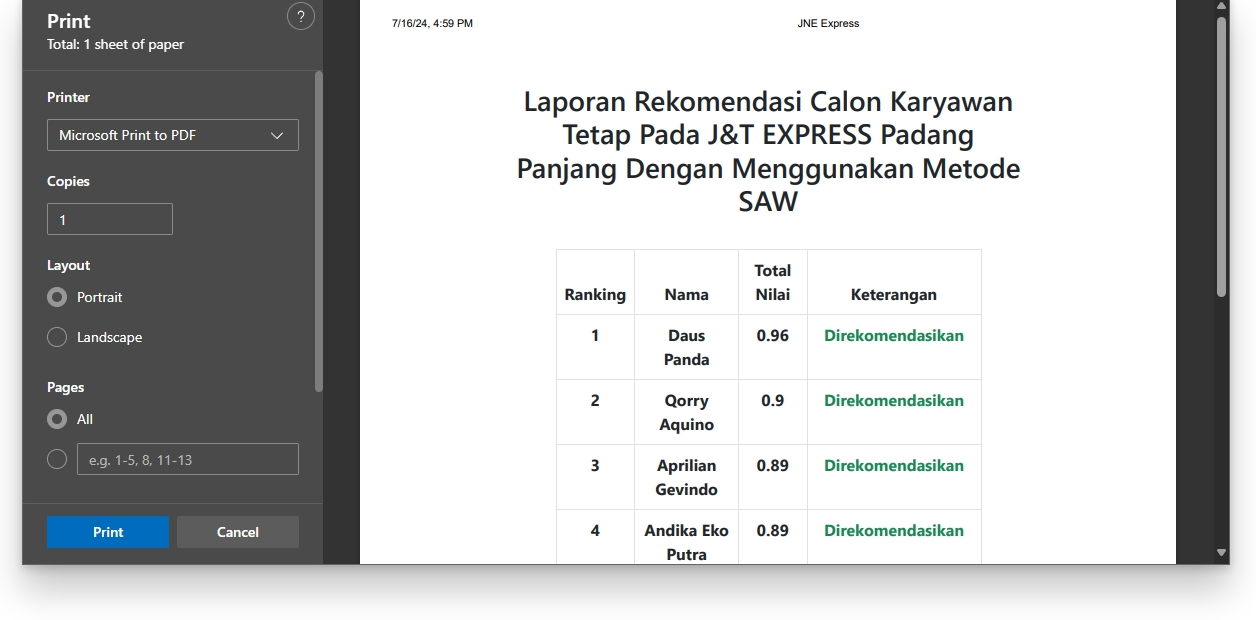 Print
?
Total: 1 sheet of paper
Printer
Microsoft Print to PDF
Copies
1
Layout
Portrait
Landscape
Pages
All
e.g. 1-5, 8, 11-13
Print Cancel
7/16/24, 4:59 PM JNE Express
Laporan Rekomendasi Calon Karyawan
Tetap Pada J&T EXPRESS Padang
Panjang Dengan Menggunakan Metode
SAW
Ranking Nama Total Nilai Keterangan
1 Daus Panda 0.96 Direkomendasikan
2 Qorry Aquino 0.9 Direkomendasikan
3 Aprilian Gevindo 0.89 Direkomendasikan
4 Andika Eko Putra 0.89 Direkomendasikan